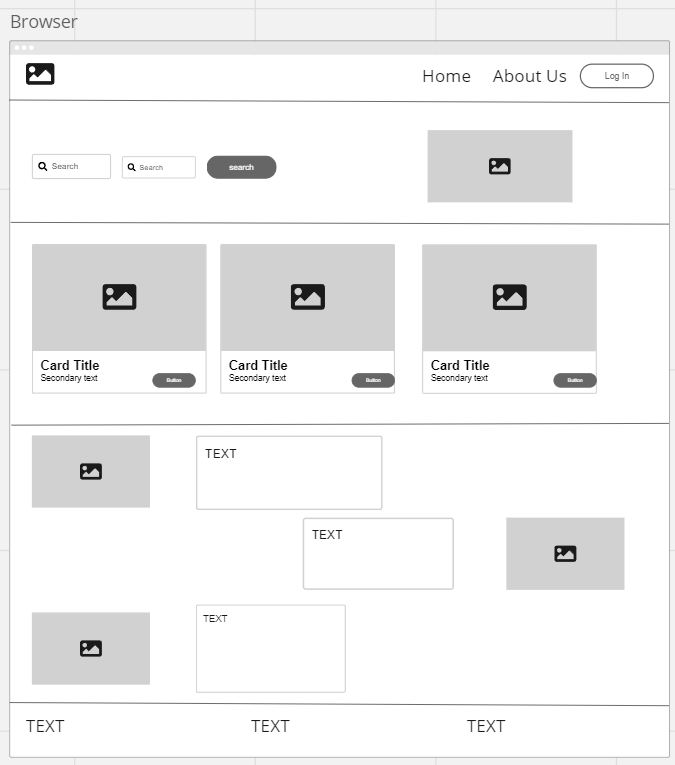 Browser
Home About Us Log In
Search Search search
Card Title
Secondary text
Button
Card Title
Secondary text
Button
Card Title
Secondary text
Button
TEXT
TEXT
TEXT
TEXT TEXT TEXT